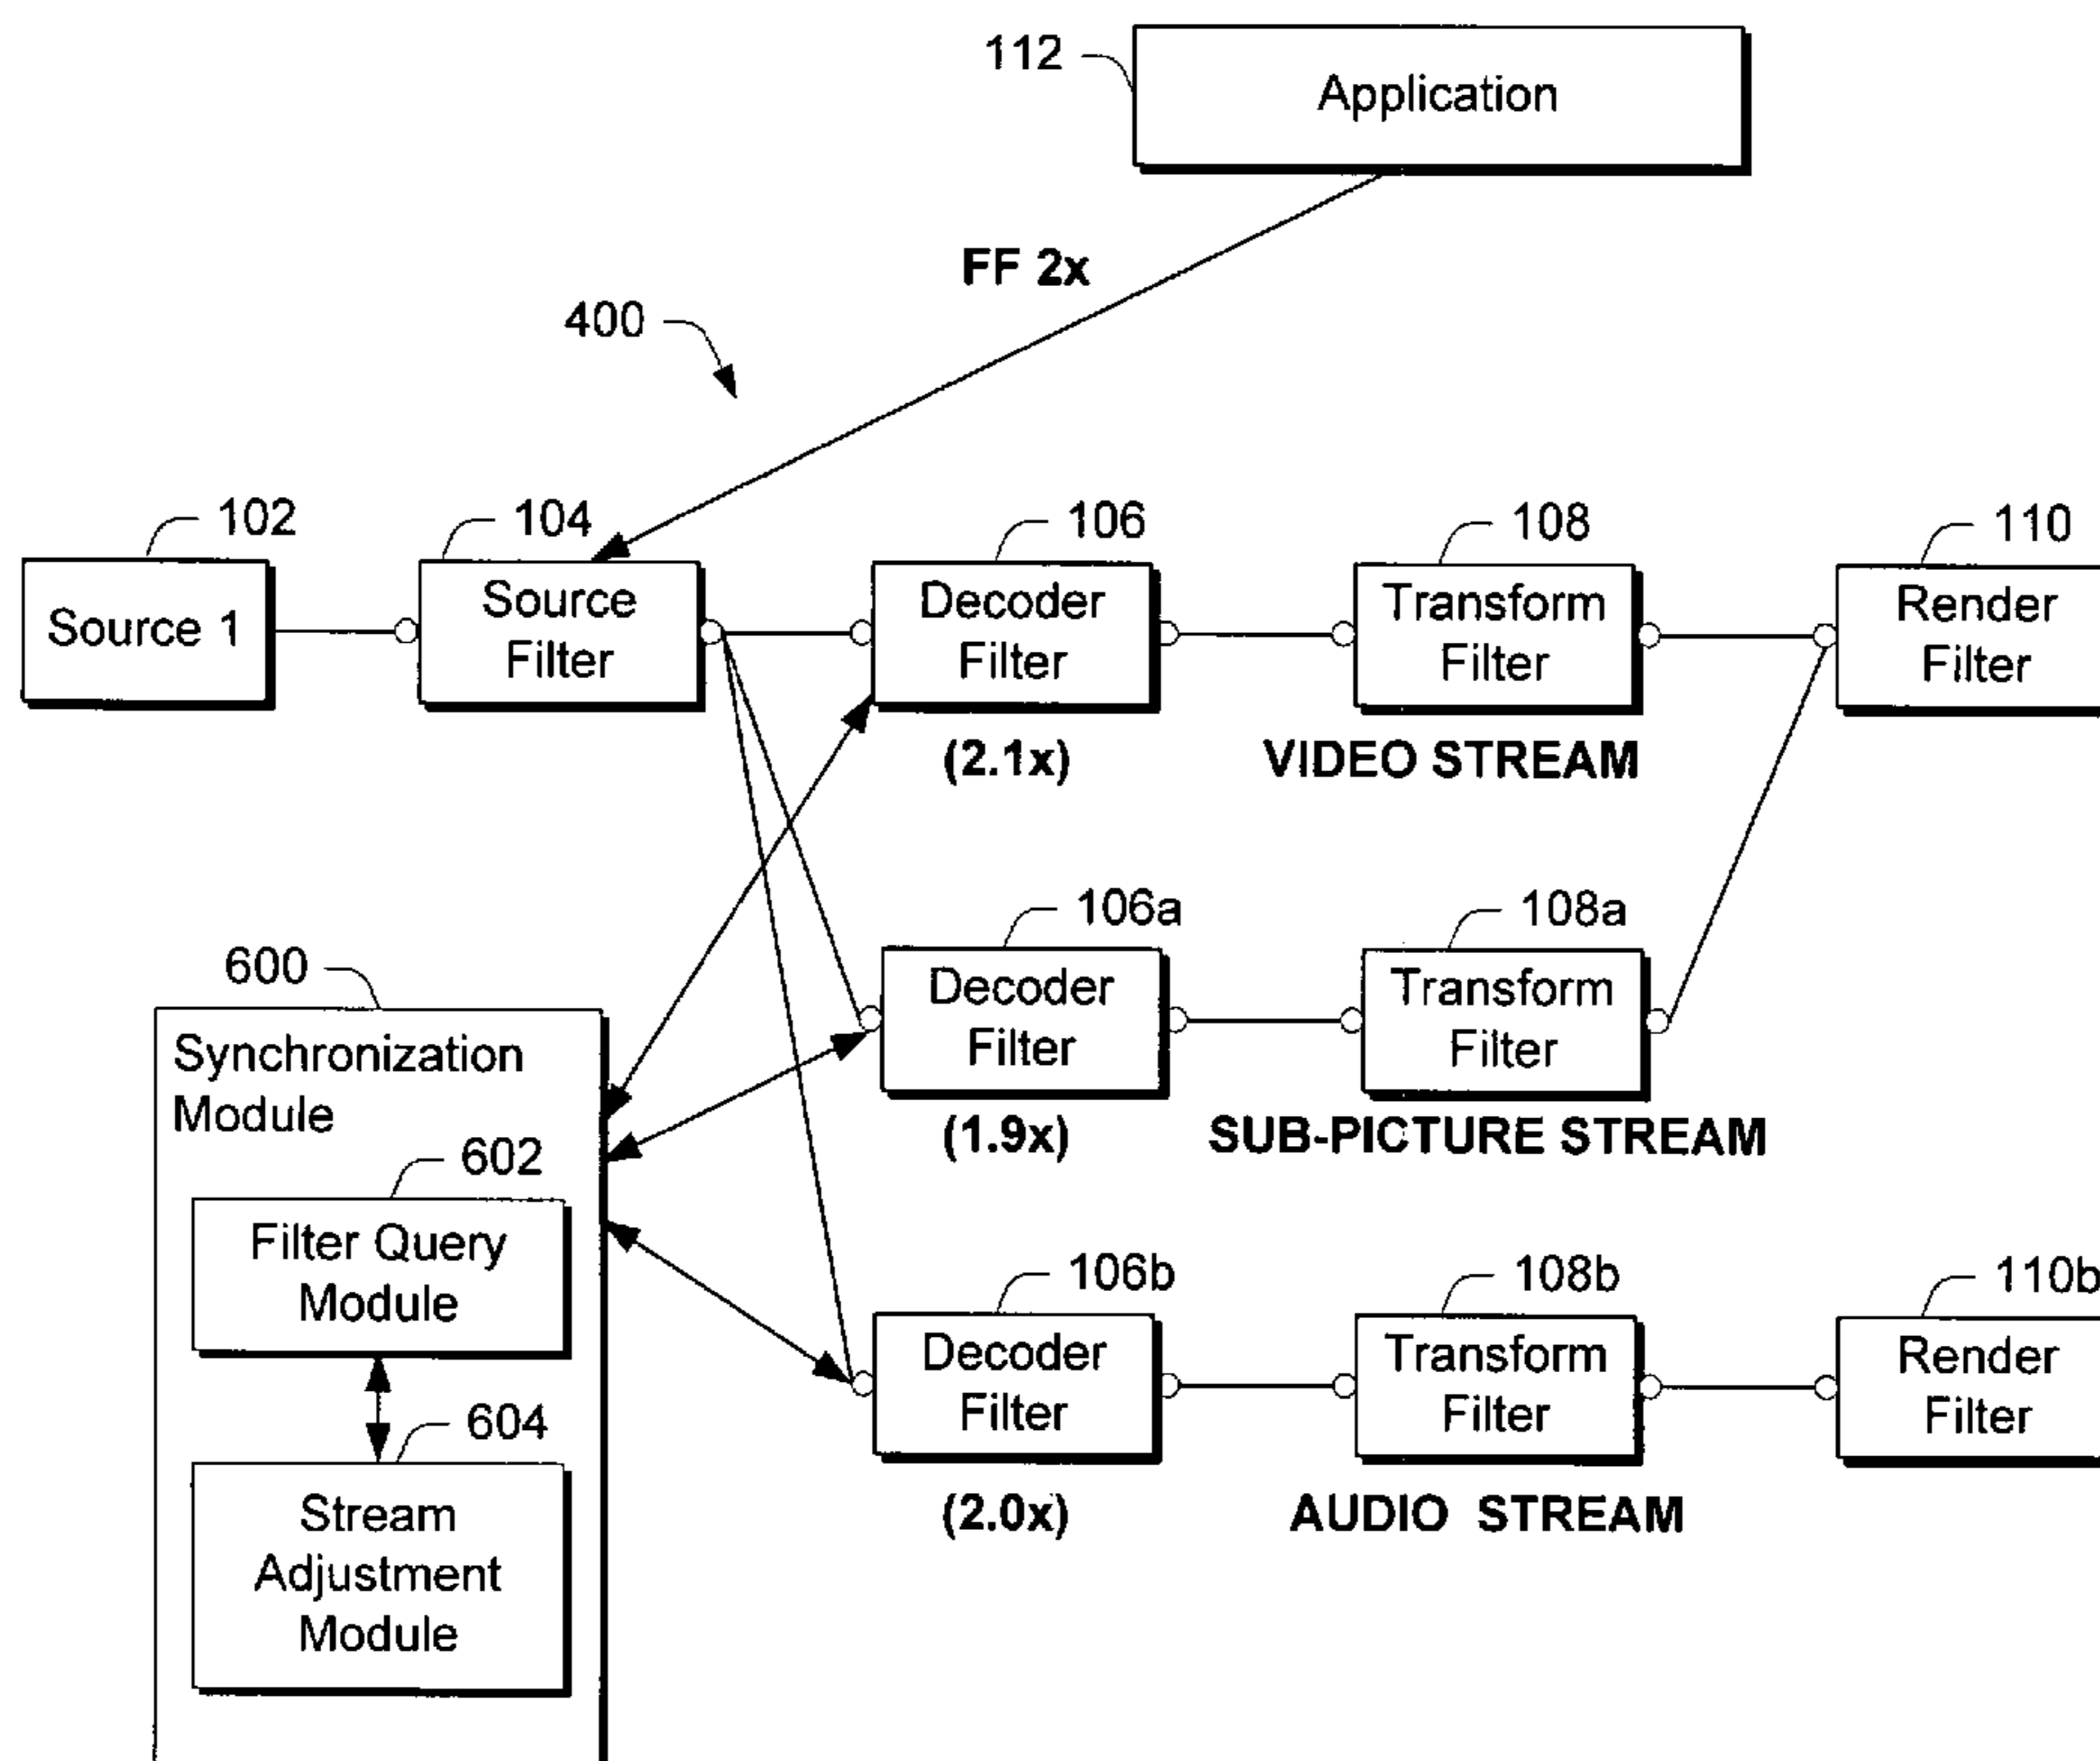 112
Application
FF 2x
400
102
104
106
108
110
Source 1
Source
Filter
Decoder
Filter
Transform
Filter
Render
Filter
(2.1x)
VIDEO STREAM
106a
108a
600
Decoder
Filter
Transform
Filter
Synchronization
Module
(1.9x)
SUB-PICTURE STREAM
602
Filter Query
Module
106b
108b
110b
Decoder
Filter
Transform
Filter
Render
Filter
604
(2.0x)
AUDIO STREAM
Stream
Adjustment
Module